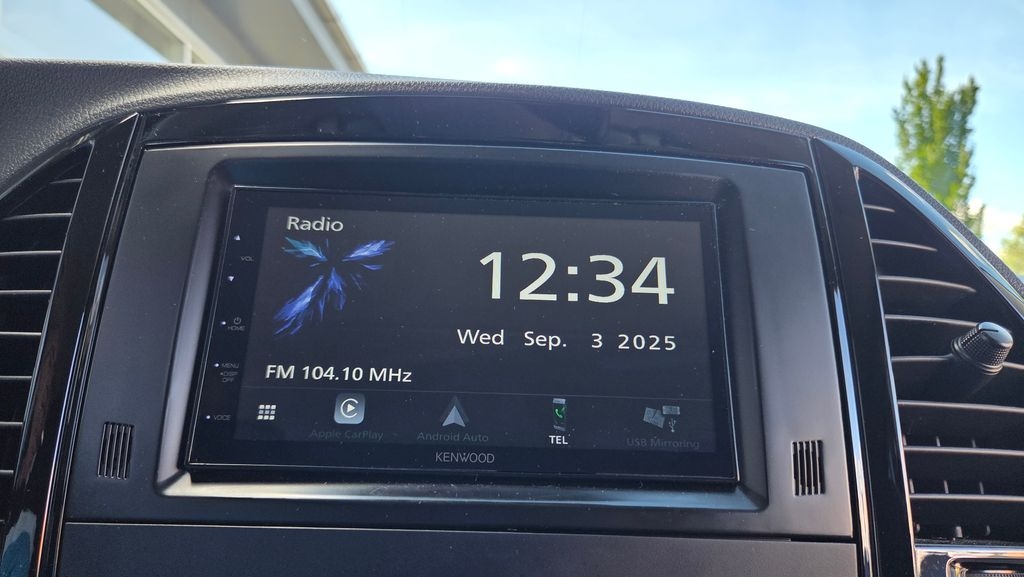 Radio
12:34
Wed Sep. 3 2025
FM 104.10 MHz
VOL
HOME
MENU
•DISP
OFF
VOICE
Apple CarPlay
Android Auto
TEL
USB Mirroring
KENWOOD